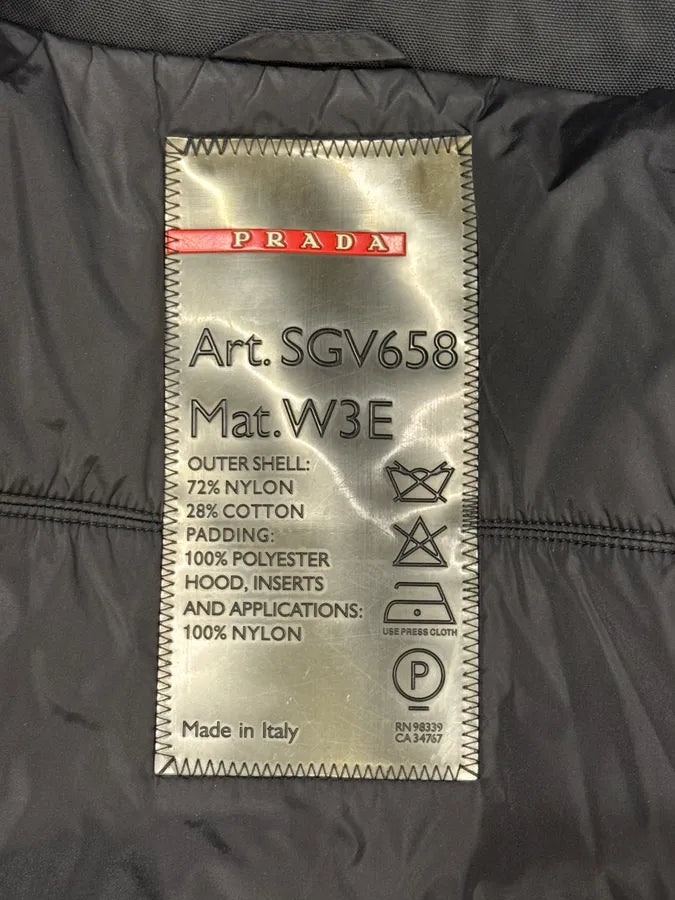 PRADA
Art. SGV658
Mat. W3E
OUTER SHELL:
72% NYLON
28% COTTON
PADDING:
100% POLYESTER
HOOD, INSERTS
AND APPLICATIONS:
100% NYLON
USE PRESS CLOTH
P
Made in Italy
RN 98339
CA 34767